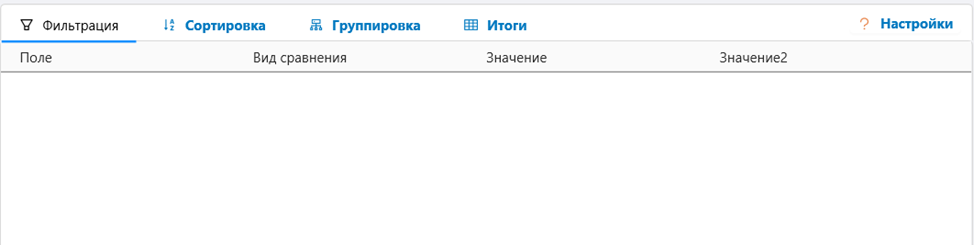 Фильтрация Сортировка Группировка Итоги ? Настройки
Поле Вид сравнения Значение Значение2